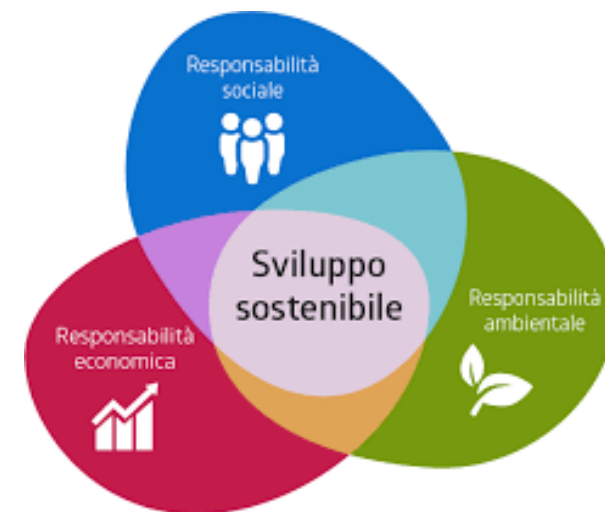 Responsabilità
sociale
Sviluppo
sostenibile
Responsabilità
ambientale
Responsabilità
economica